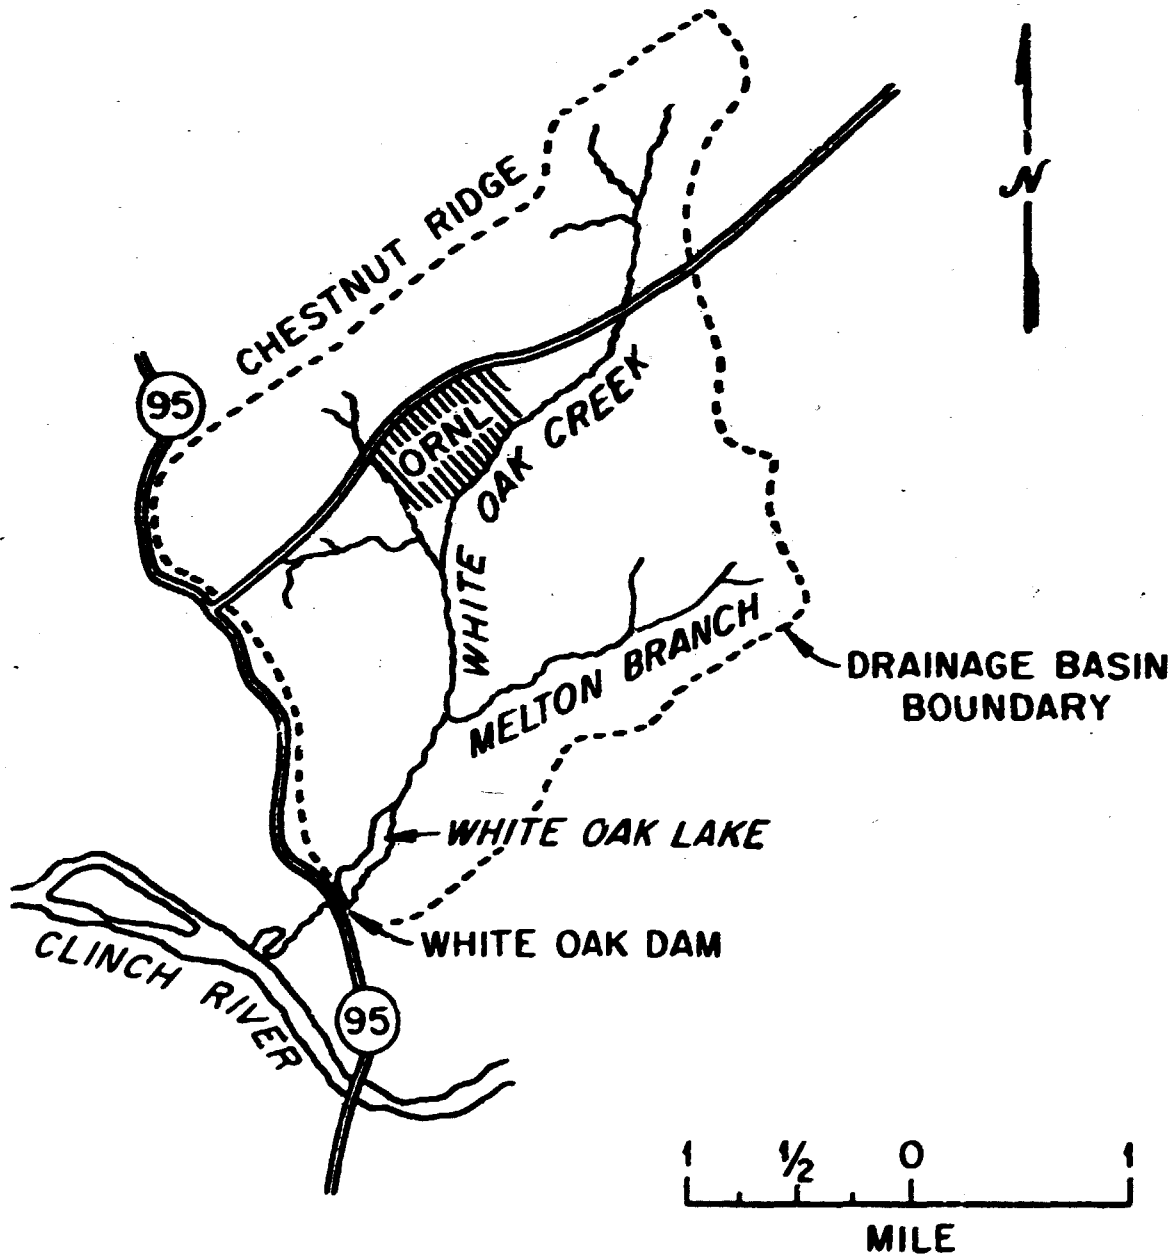 N
CHESTNUT RIDGE
95
ORNL
WHITE OAK CREEK
MELTON BRANCH
DRAINAGE BASIN
BOUNDARY
WHITE OAK LAKE
WHITE OAK DAM
CLINCH RIVER
95
1 ½ 0 1
MILE